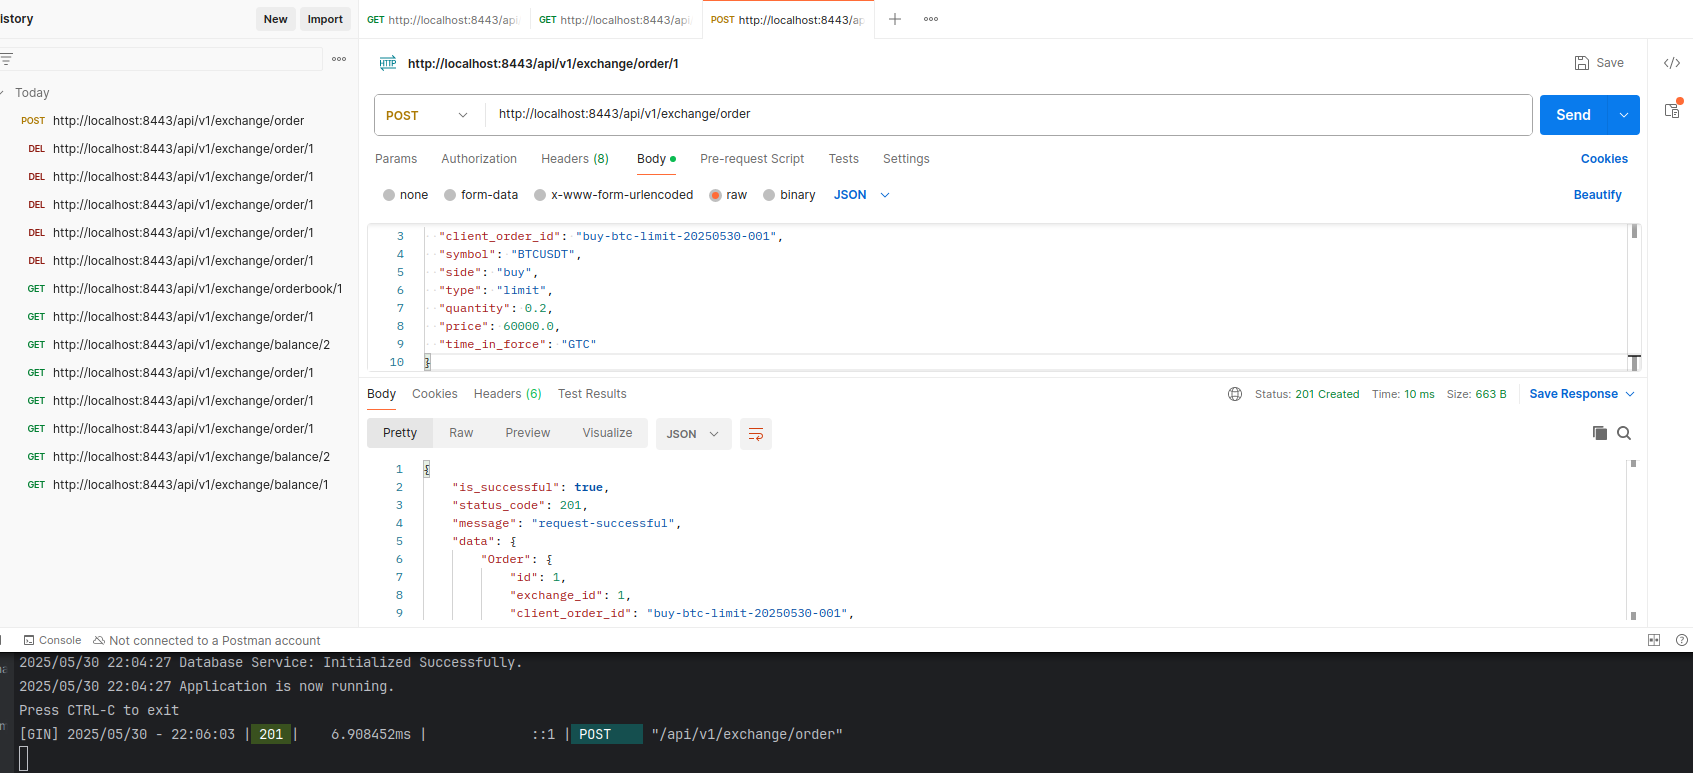 istory
New
Import
GET http://localhost:8443/api
GET http://localhost:8443/api
POST http://localhost:8443/ap
Today
POST http://localhost:8443/api/v1/exchange/order
DEL http://localhost:8443/api/v1/exchange/order/1
DEL http://localhost:8443/api/v1/exchange/order/1
DEL http://localhost:8443/api/v1/exchange/order/1
DEL http://localhost:8443/api/v1/exchange/order/1
DEL http://localhost:8443/api/v1/exchange/order/1
GET http://localhost:8443/api/v1/exchange/orderbook/1
GET http://localhost:8443/api/v1/exchange/order/1
GET http://localhost:8443/api/v1/exchange/balance/2
GET http://localhost:8443/api/v1/exchange/order/1
GET http://localhost:8443/api/v1/exchange/order/1
GET http://localhost:8443/api/v1/exchange/order/1
GET http://localhost:8443/api/v1/exchange/balance/2
GET http://localhost:8443/api/v1/exchange/balance/1
HTTP http://localhost:8443/api/v1/exchange/order/1
Save
POST http://localhost:8443/api/v1/exchange/order
Send
Params Authorization Headers (8) Body Pre-request Script Tests Settings
Cookies
none form-data x-www-form-urlencoded raw binary JSON
Beautify
3 "client_order_id": "buy-btc-limit-20250530-001",
4 "symbol": "BTCUSDT",
5 "side": "buy",
6 "type": "limit",
7 "quantity": 0.2,
8 "price": 60000.0,
9 "time_in_force": "GTC"
10 }
Body Cookies Headers (6) Test Results
Status: 201 Created Time: 10 ms Size: 663 B
Save Response
Pretty Raw Preview Visualize
JSON
1 {
2 "is_successful": true,
3 "status_code": 201,
4 "message": "request-successful",
5 "data": {
6 "Order": {
7 "id": 1,
8 "exchange_id": 1,
9 "client_order_id": "buy-btc-limit-20250530-001",
Console Not connected to a Postman account
2025/05/30 22:04:27 Database Service: Initialized Successfully.
2025/05/30 22:04:27 Application is now running.
Press CTRL-C to exit
[GIN] 2025/05/30 - 22:06:03 | 201 | 6.908452ms | ::1 | POST "/api/v1/exchange/order"